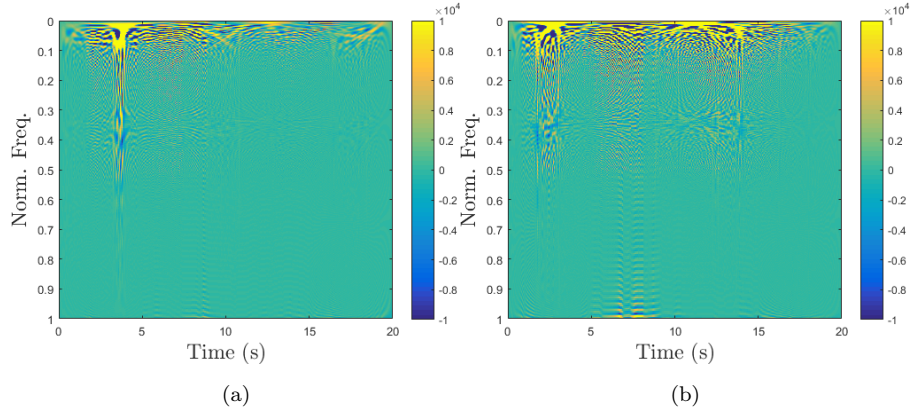 ×10⁴ ×10⁴
0 1 0 1
0.1 0.8 0.1 0.8
0.2 0.6 0.2 0.6
0.3 0.4 0.3 0.4
0.4 0.2 0.4 0.2
0.5 0 0.5 0
0.6 -0.2 0.6 -0.2
0.7 -0.4 0.7 -0.4
0.8 -0.6 0.8 -0.6
0.9 -0.8 0.9 -0.8
1 -1 1 -1
Norm. Freq. Norm. Freq.
0 5 10 15 20 0 5 10 15 20
Time (s) Time (s)
(a) (b)